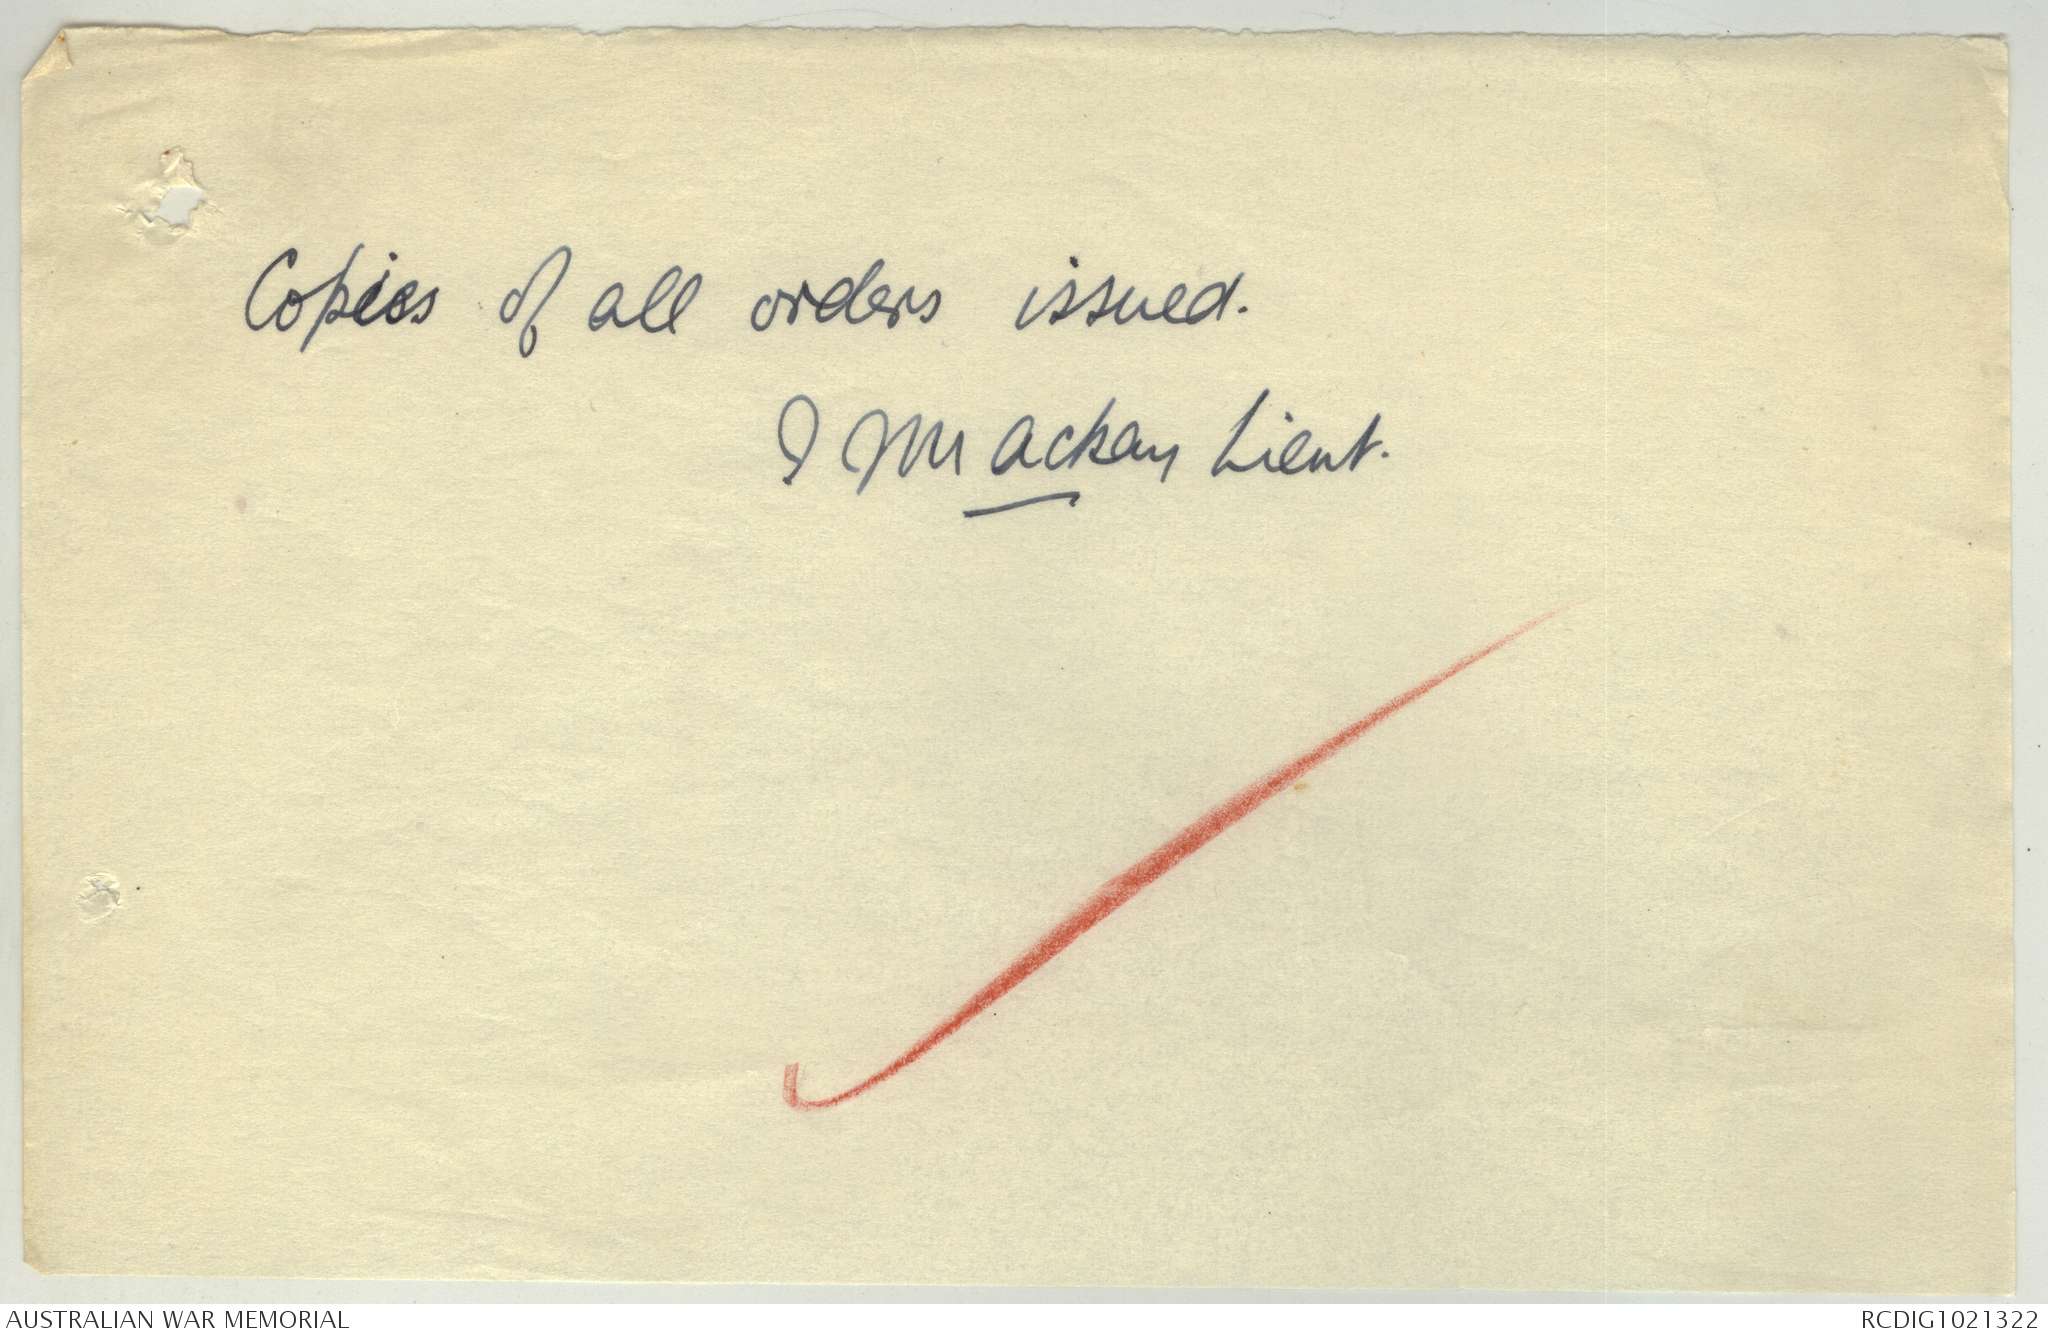 Copies of all orders issued.
I Mackay Lieut.
AUSTRALIAN WAR MEMORIAL
RCDIG1021322